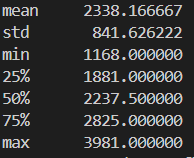 mean 2338.166667
std 841.626222
min 1168.000000
25% 1881.000000
50% 2237.500000
75% 2825.000000
max 3981.000000